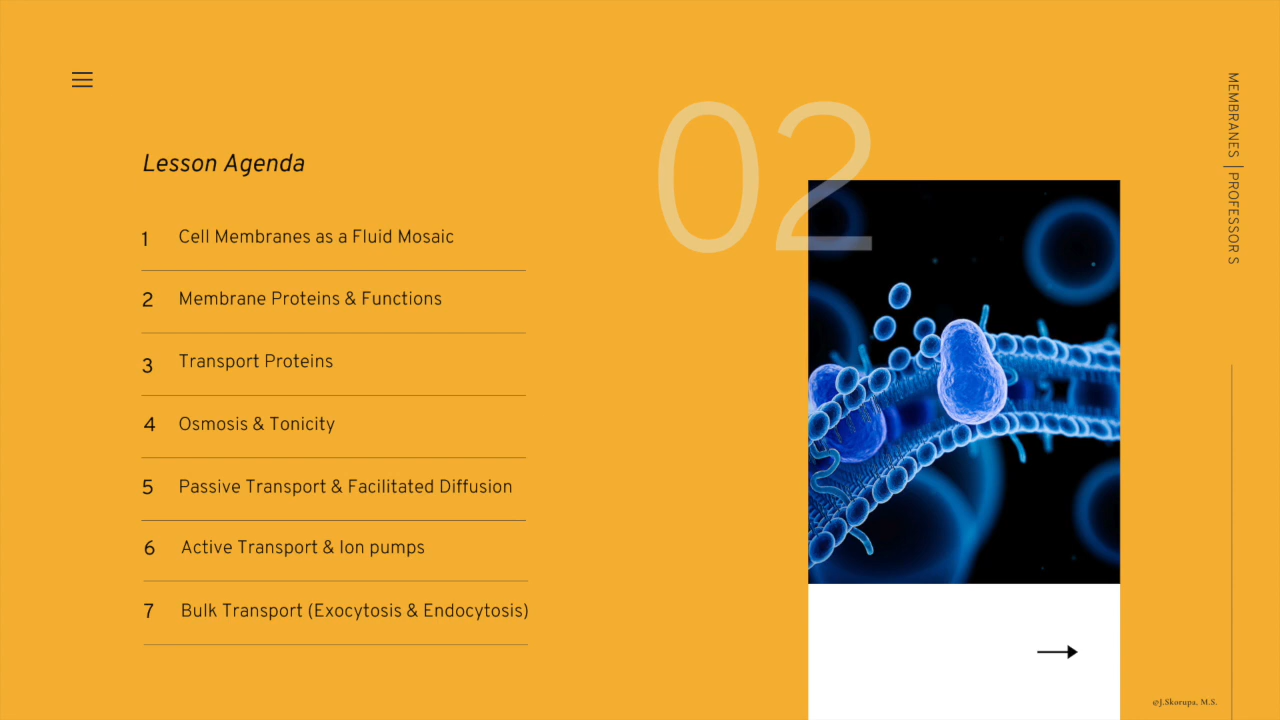 Lesson Agenda
1 Cell Membranes as a Fluid Mosaic
2 Membrane Proteins & Functions
3 Transport Proteins
4 Osmosis & Tonicity
5 Passive Transport & Facilitated Diffusion
6 Active Transport & Ion pumps
7 Bulk Transport (Exocytosis & Endocytosis)
02
MEMBRANES | PROFESSOR S
@J.Skorupa, M.S.